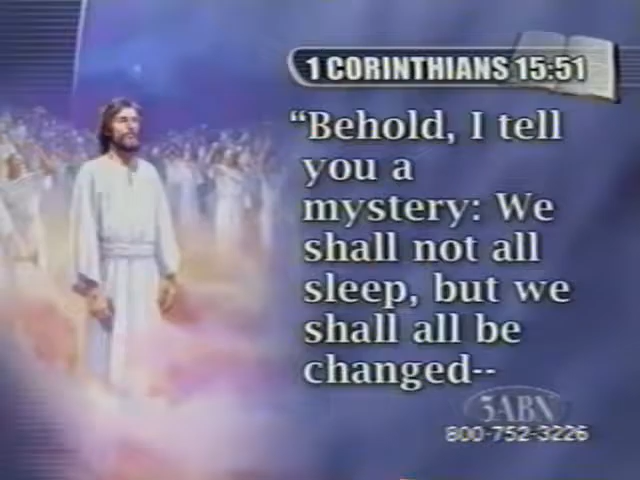 1 CORINTHIANS 15:51
“Behold, I tell
you a
mystery: We
shall not all
sleep, but we
shall all be
changed--
3ABN
800-752-3226